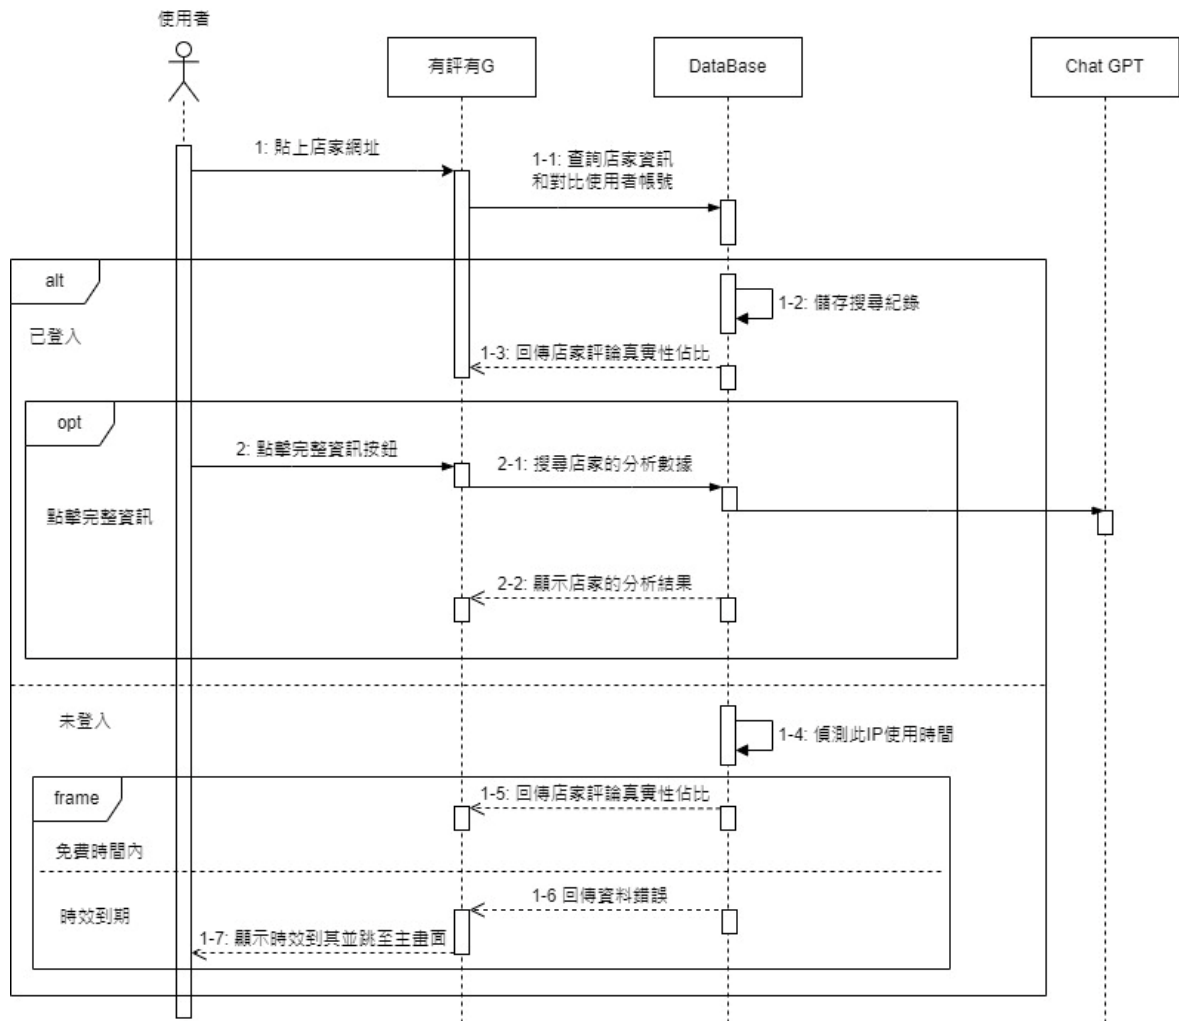 使用者
有評有G
DataBase
Chat GPT
1: 貼上店家網址
1-1: 查詢店家資訊
和對比使用者帳號
alt
已登入
1-2: 儲存搜尋紀錄
1-3: 回傳店家評論真實性佔比
opt
2: 點擊完整資訊按鈕
2-1: 搜尋店家的分析數據
點擊完整資訊
2-2: 顯示店家的分析結果
未登入
1-4: 偵測此IP使用時間
frame
1-5: 回傳店家評論真實性佔比
免費時間內
1-6 回傳資料錯誤
時效到期
1-7: 顯示時效到其並跳至主畫面